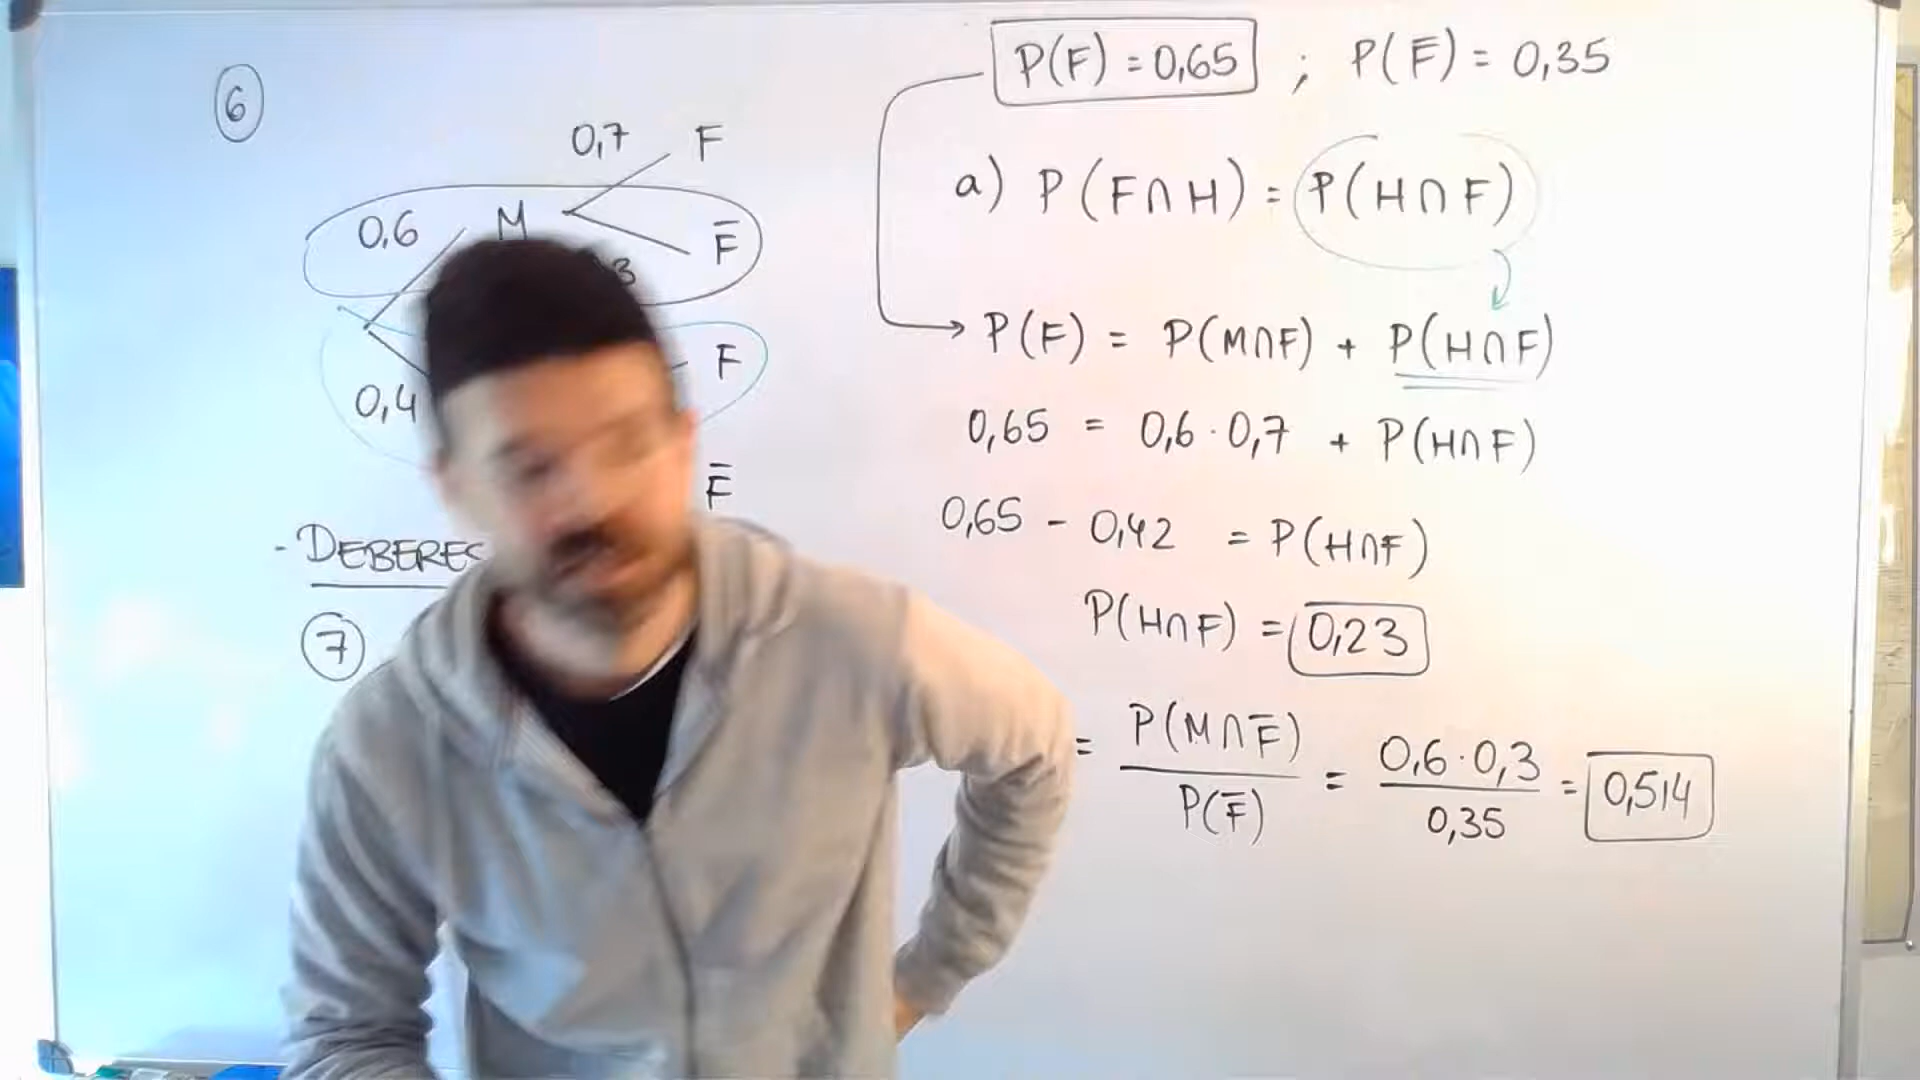 6
0,7 F
0,6 M
F̅
3
F
0,4
F̅
- DEBERES
7
P(F) = 0,65 ; P(F̅) = 0,35
a) P(F∩H) = P(H∩F)
P(F) = P(M∩F) + P(H∩F)
0,65 = 0,6·0,7 + P(H∩F)
0,65 - 0,42 = P(H∩F)
P(H∩F) = 0,23
= P(M∩F̅) / P(F̅) = 0,6·0,3 / 0,35 = 0,514